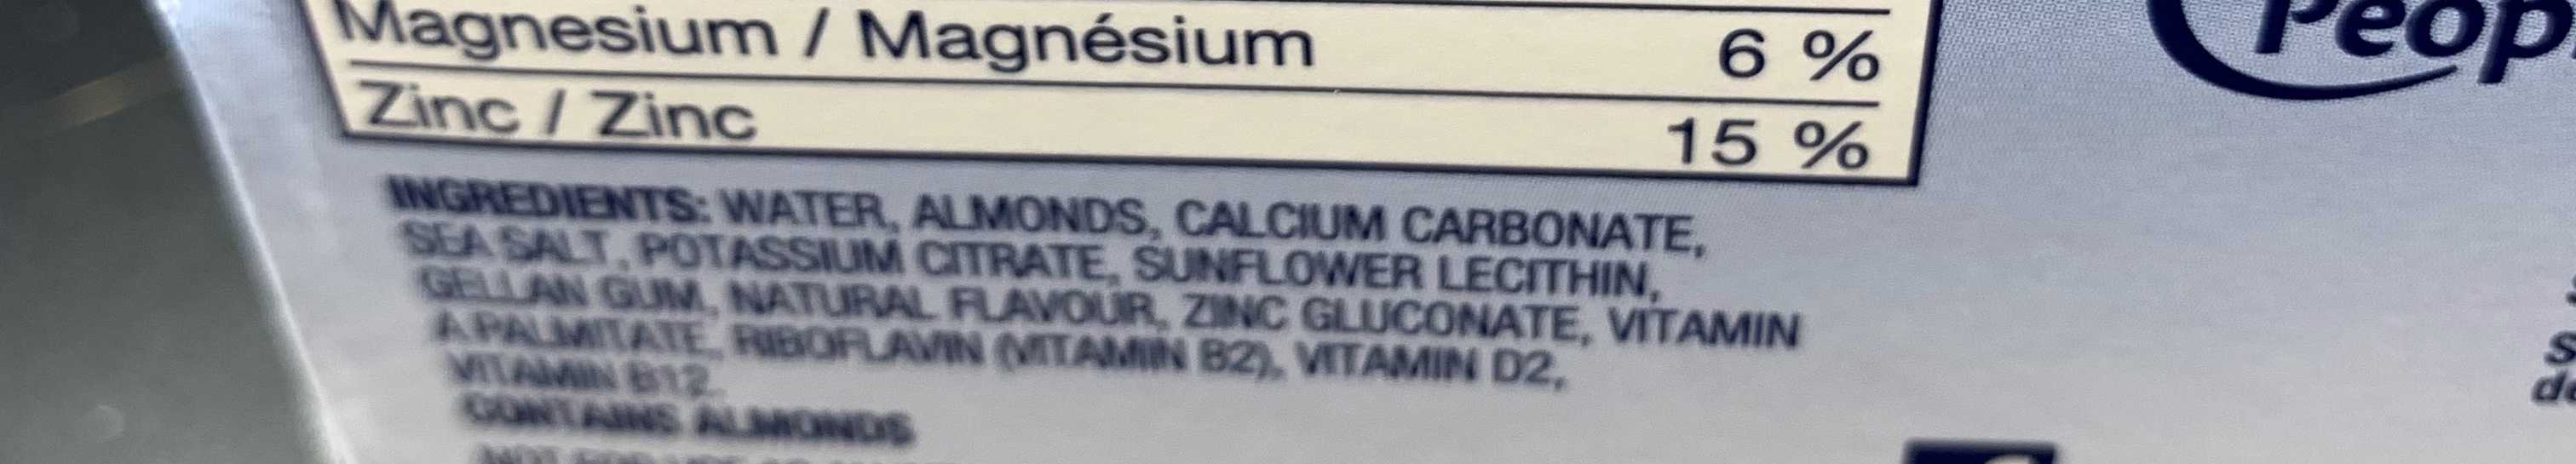 Magnesium / Magnésium 6 %
Zinc / Zinc 15 %
INGREDIENTS: WATER, ALMONDS, CALCIUM CARBONATE,
SEA SALT, POTASSIUM CITRATE, SUNFLOWER LECITHIN,
GELLAN GUM, NATURAL FLAVOUR, ZINC GLUCONATE, VITAMIN
A PALMITATE, RIBOFLAVIN (VITAMIN B2), VITAMIN D2,
VITAMIN B12.
CONTAINS ALMONDS
Peop